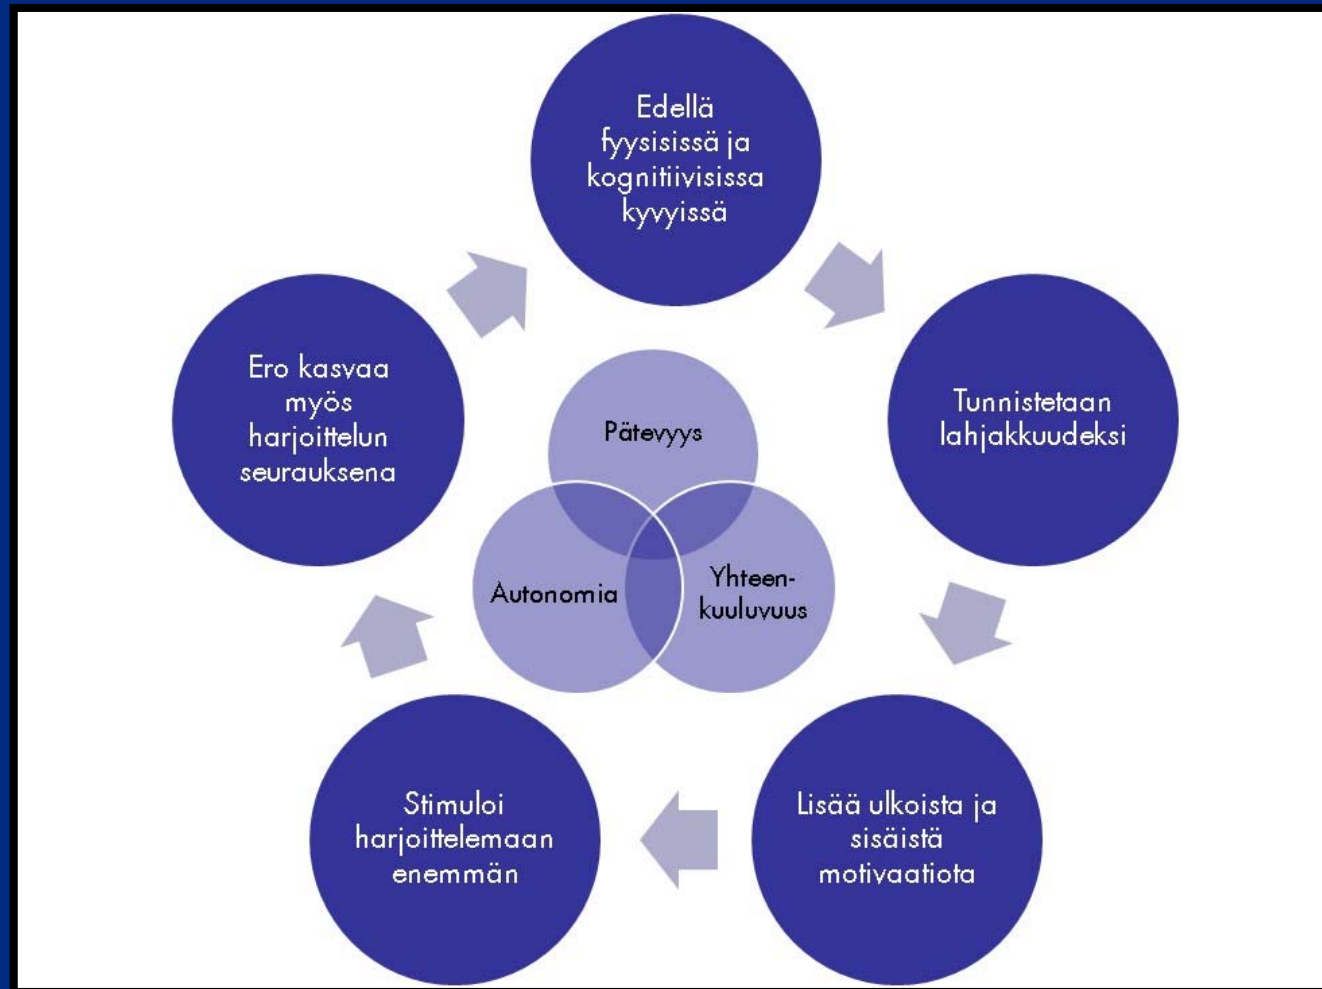 Edellä
fyysisissä ja
kognitiivisissa
kyvyissä
Tunnistetaan
lahjakkuudeksi
Lisää ulkoista ja
sisäistä
motivaatiota
Stimuloi
harjoittelemaan
enemmän
Ero kasvaa
myös
harjoittelun
seurauksena
Pätevyys
Yhteen-
kuuluvuus
Autonomia